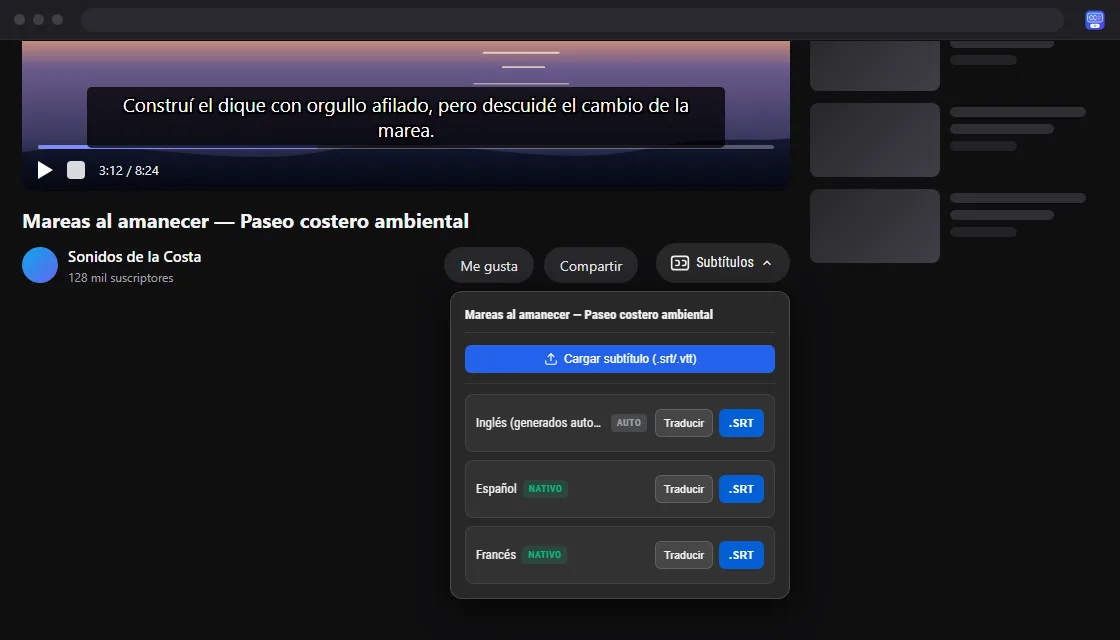 Construí el dique con orgullo afilado, pero descuidé el cambio de la
marea.
3:12 / 8:24
Mareas al amanecer — Paseo costero ambiental
Sonidos de la Costa
128 mil suscriptores
Me gusta
Compartir
Subtítulos
Mareas al amanecer — Paseo costero ambiental
Cargar subtítulo (.srt/.vtt)
Inglés (generados auto... AUTO Traducir .SRT
Español NATIVO Traducir .SRT
Francés NATIVO Traducir .SRT